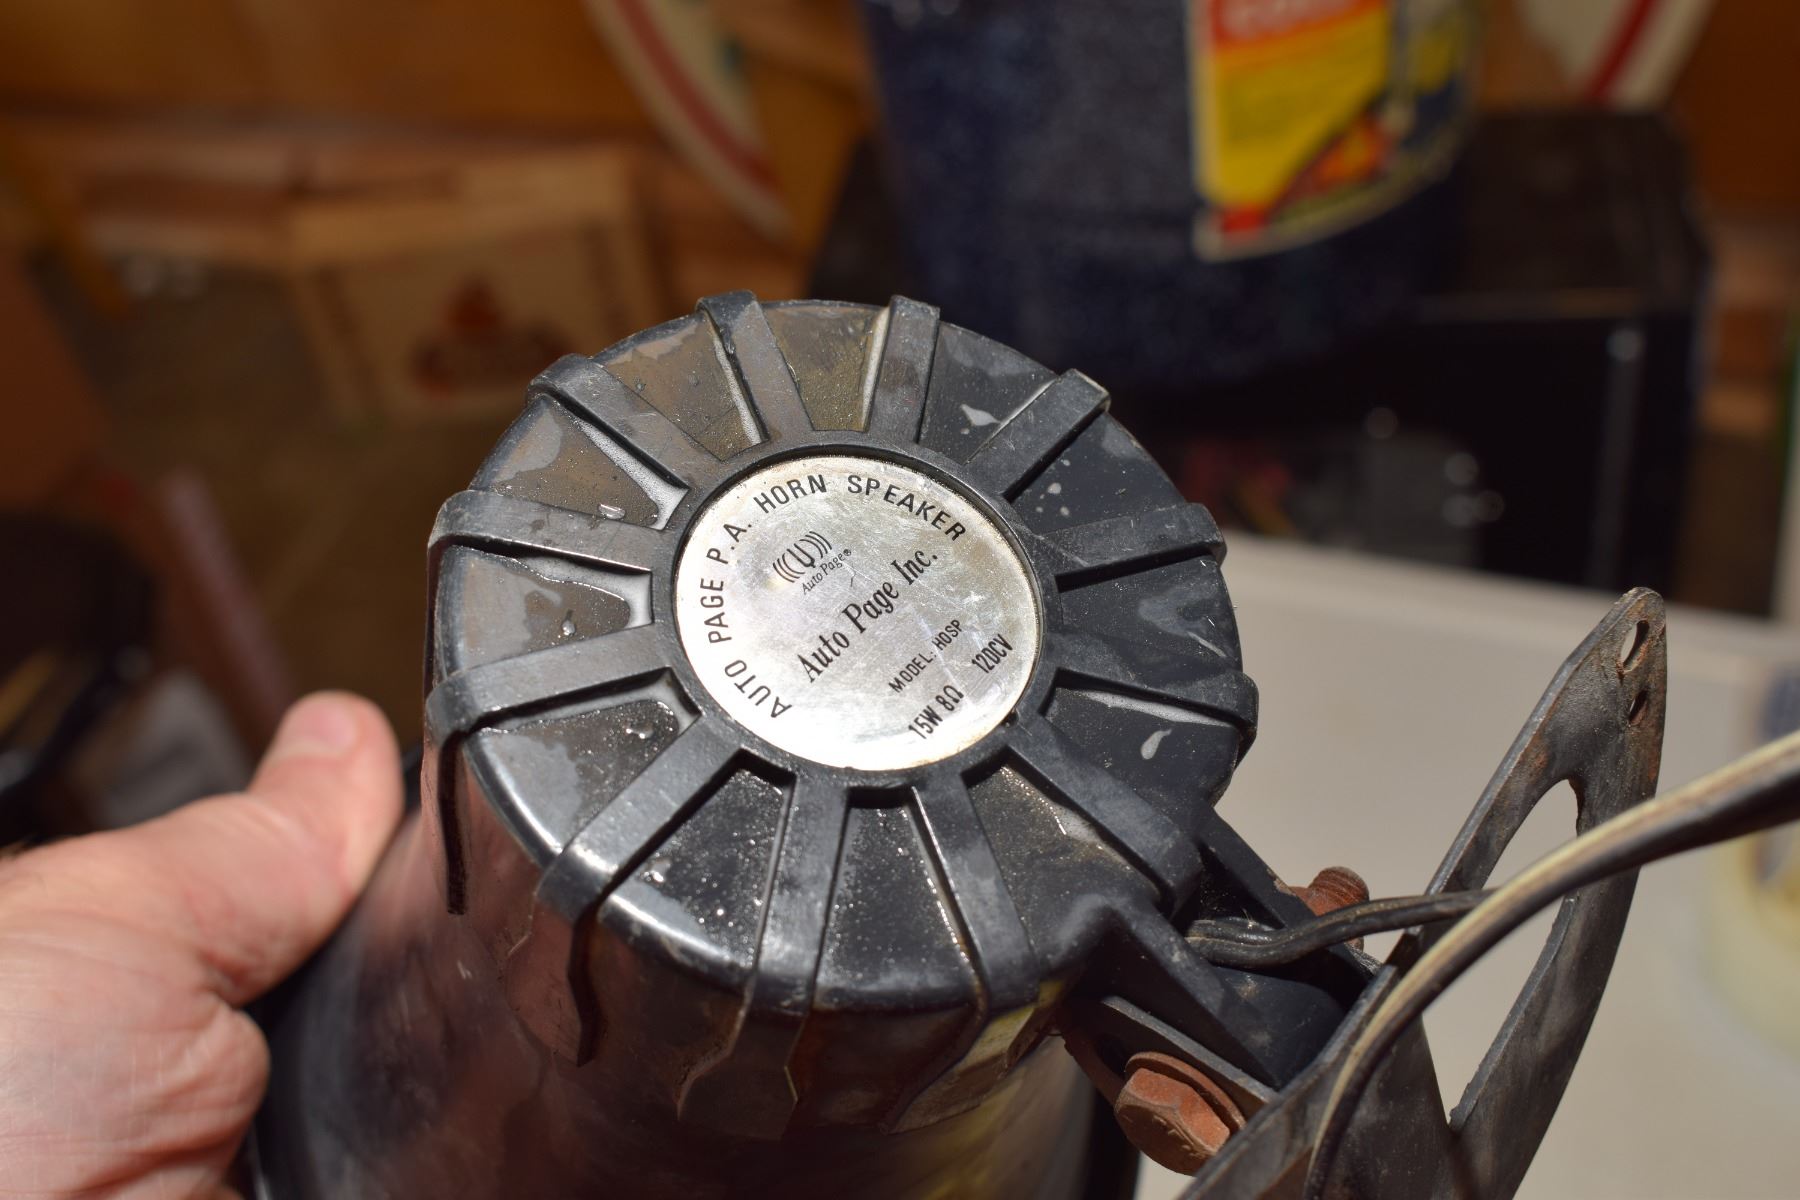 AUTO PAGE P.A. HORN SPEAKER
Auto Page®
Auto Page Inc.
MODEL: HOSP
15W 8Ω 12DCV